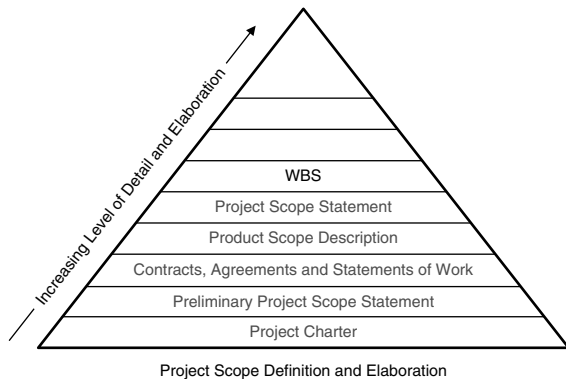 Increasing Level of Detail and Elaboration
WBS
Project Scope Statement
Product Scope Description
Contracts, Agreements and Statements of Work
Preliminary Project Scope Statement
Project Charter
Project Scope Definition and Elaboration